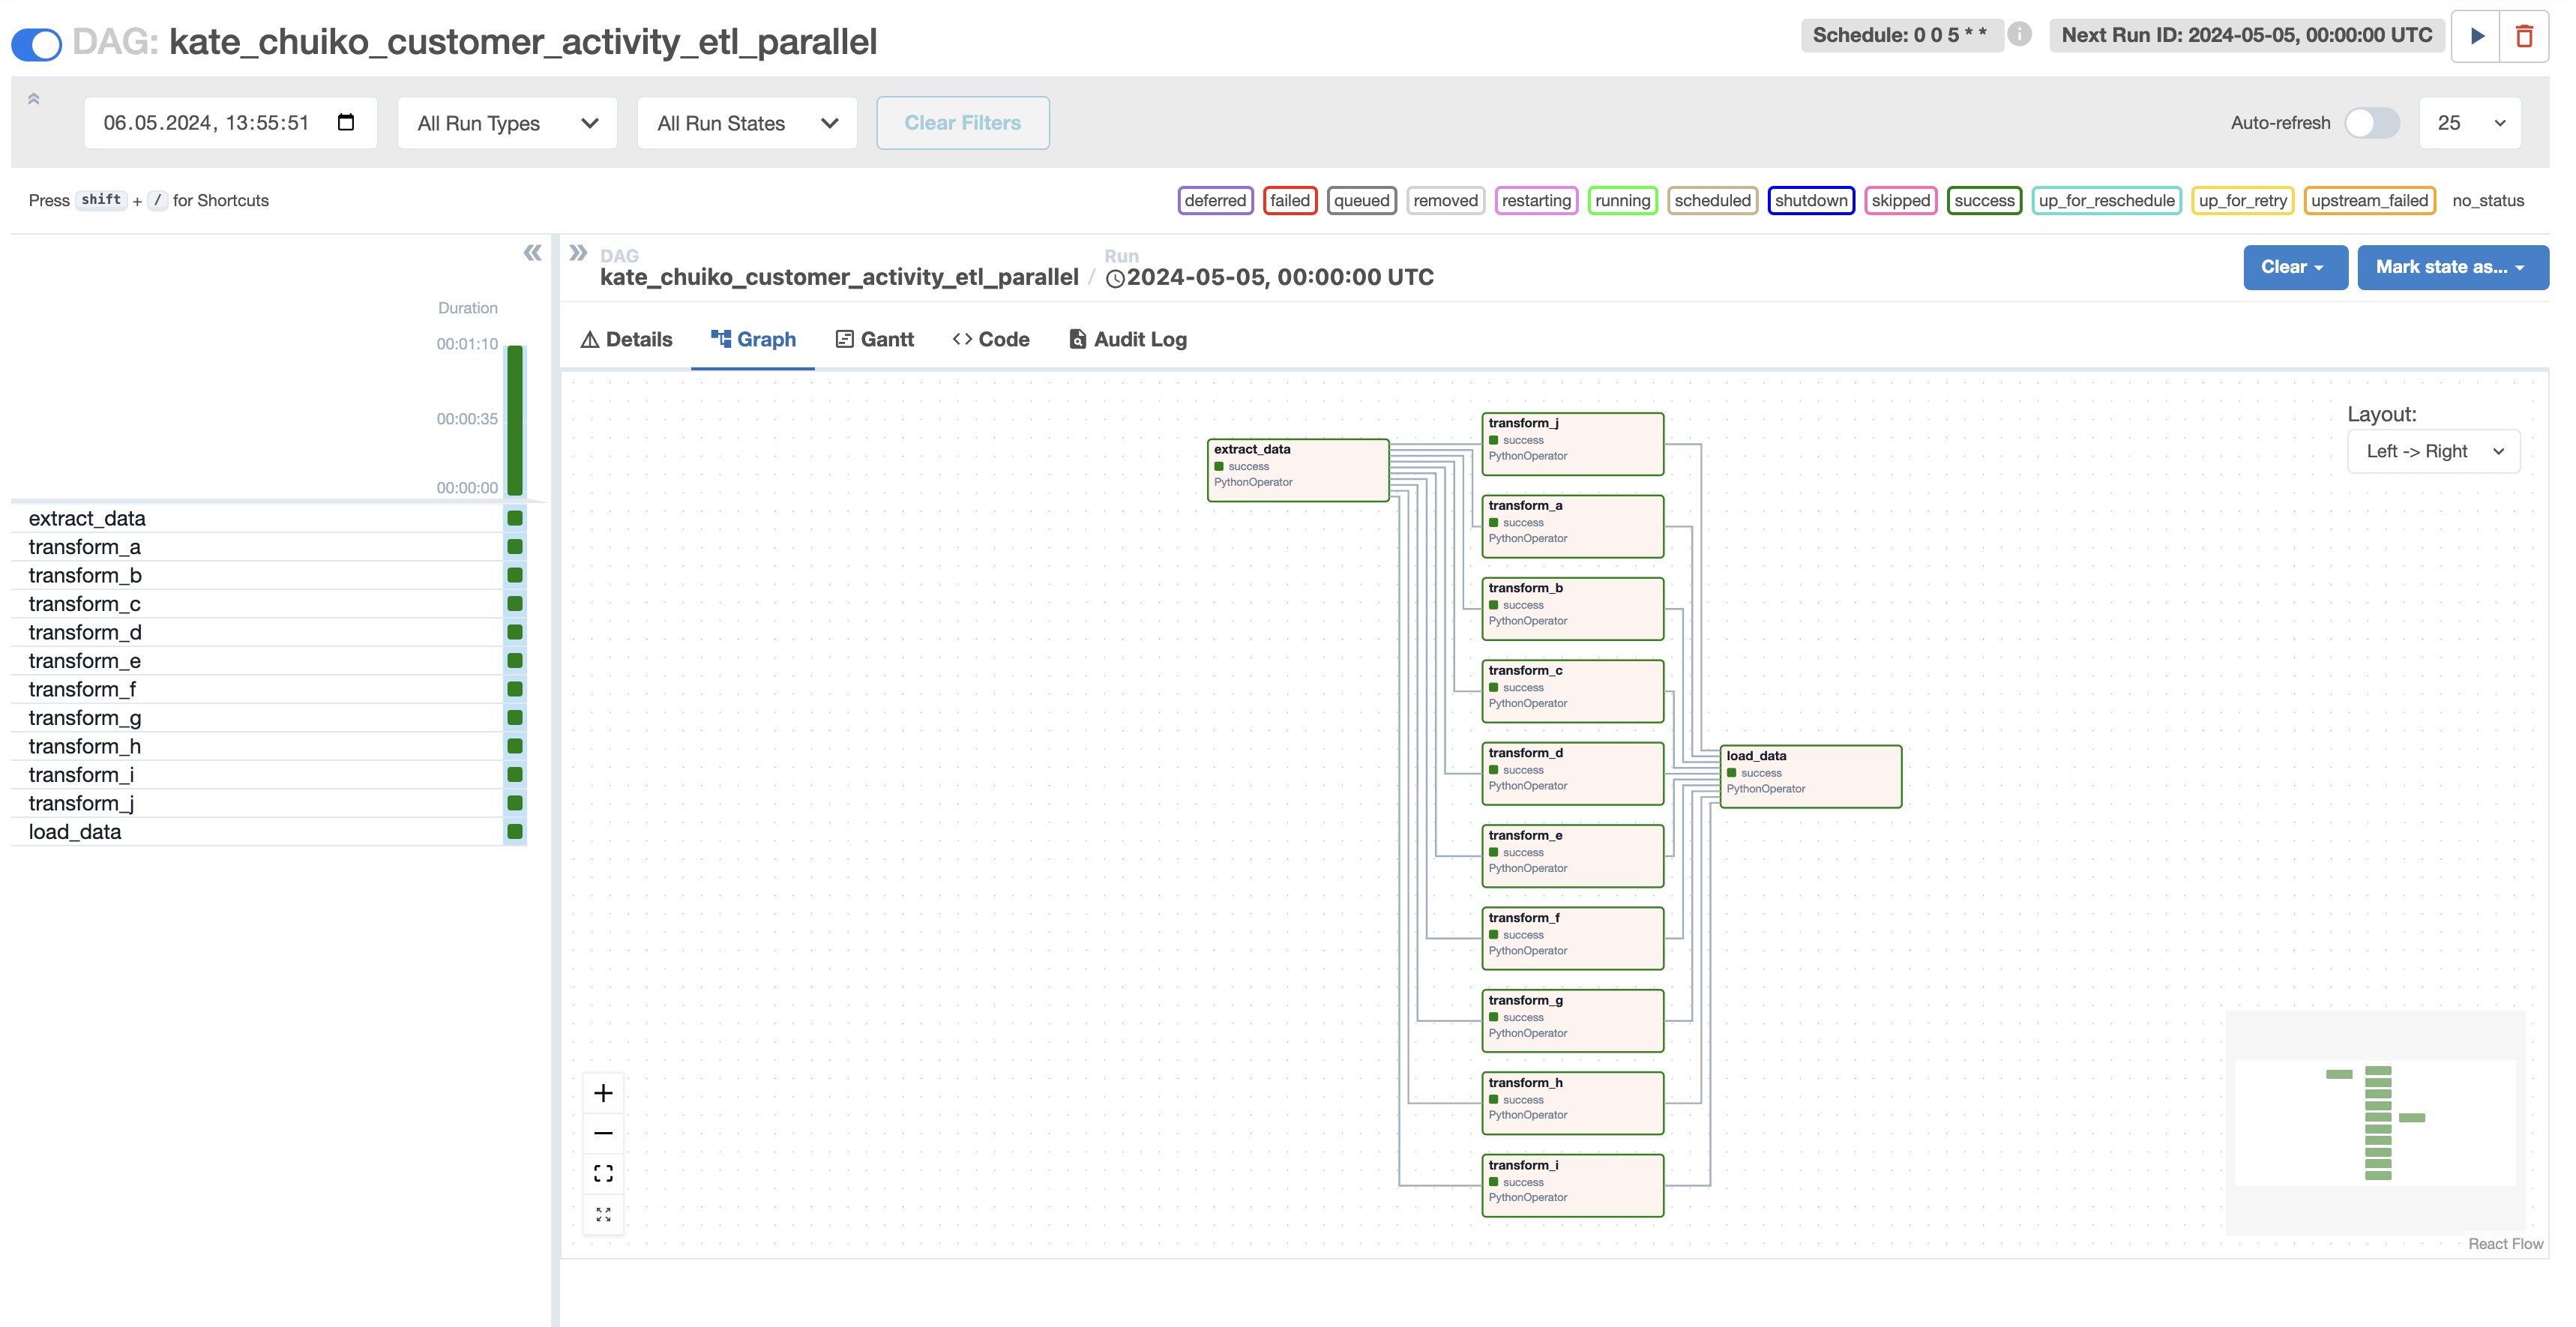 DAG: kate_chuiko_customer_activity_etl_parallel
Schedule: 0 0 5 * *
Next Run ID: 2024-05-05, 00:00:00 UTC
06.05.2024, 13:55:51
All Run Types
All Run States
Clear Filters
Auto-refresh
25
Press shift + / for Shortcuts
deferred
failed
queued
removed
restarting
running
scheduled
shutdown
skipped
success
up_for_reschedule
up_for_retry
upstream_failed
no_status
Duration
00:01:10
00:00:35
00:00:00
extract_data
transform_a
transform_b
transform_c
transform_d
transform_e
transform_f
transform_g
transform_h
transform_i
transform_j
load_data
DAG
kate_chuiko_customer_activity_etl_parallel
/
Run
2024-05-05, 00:00:00 UTC
Clear
Mark state as...
Details
Graph
Gantt
Code
Audit Log
Layout:
Left -> Right
extract_data
success
PythonOperator
transform_j
success
PythonOperator
transform_a
success
PythonOperator
transform_b
success
PythonOperator
transform_c
success
PythonOperator
transform_d
success
PythonOperator
load_data
success
PythonOperator
transform_e
success
PythonOperator
transform_f
success
PythonOperator
transform_g
success
PythonOperator
transform_h
success
PythonOperator
transform_i
success
PythonOperator
React Flow